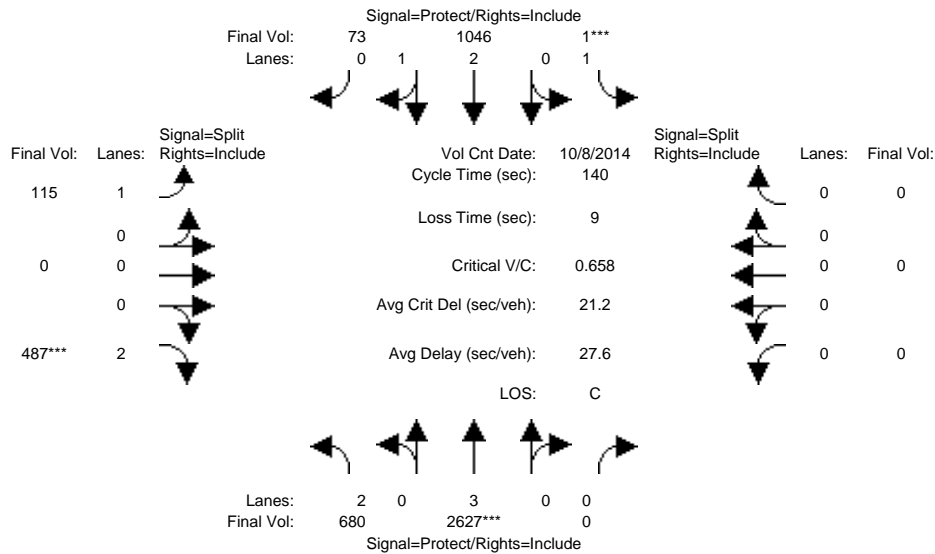 Signal=Protect/Rights=Include
Final Vol: 73 1046 1***
Lanes: 0 1 2 0 1
Signal=Split Signal=Split
Final Vol: Lanes: Rights=Include Vol Cnt Date: 10/8/2014 Rights=Include Lanes: Final Vol:
Cycle Time (sec): 140
115 1 0 0
Loss Time (sec): 9
0 0
0 0 Critical V/C: 0.658 0 0
0 Avg Crit Del (sec/veh): 21.2 0
487*** 2 Avg Delay (sec/veh): 27.6 0 0
LOS: C
Lanes: 2 0 3 0 0
Final Vol: 680 2627*** 0
Signal=Protect/Rights=Include